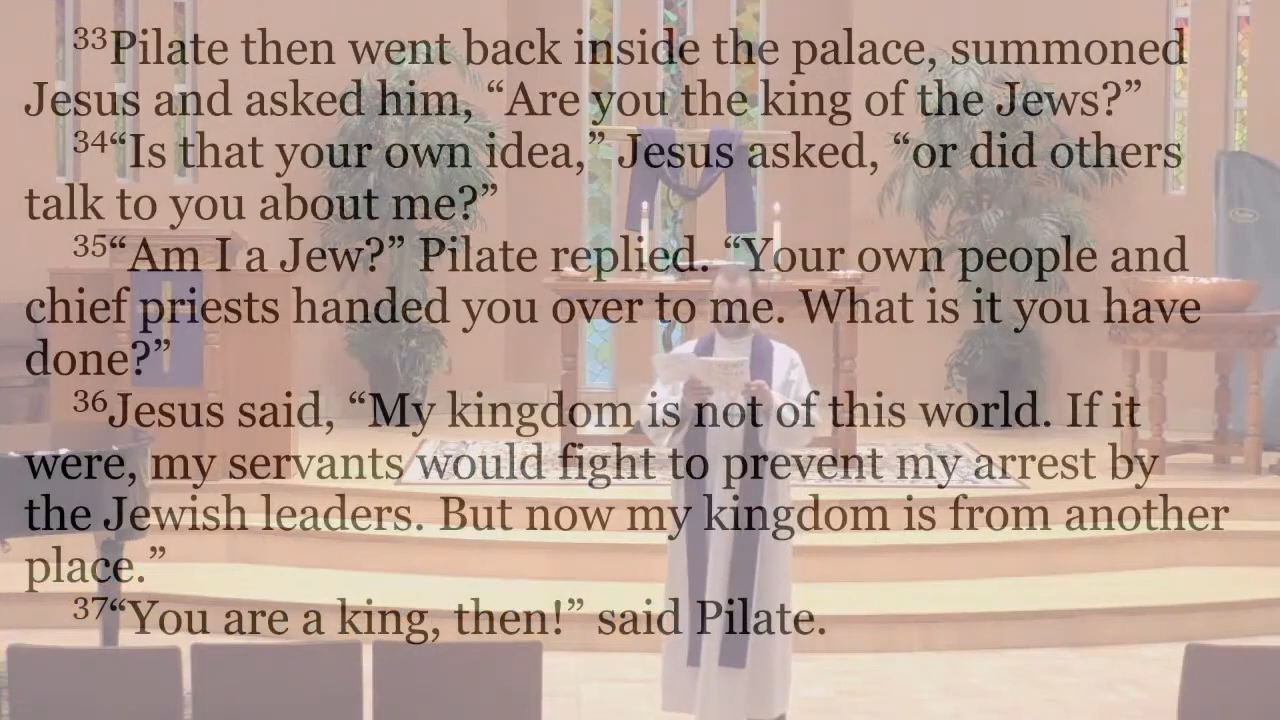 ³³Pilate then went back inside the palace, summoned
Jesus and asked him, “Are you the king of the Jews?”
³⁴“Is that your own idea,” Jesus asked, “or did others
talk to you about me?”
³⁵“Am I a Jew?” Pilate replied. “Your own people and
chief priests handed you over to me. What is it you have
done?”
³⁶Jesus said, “My kingdom is not of this world. If it
were, my servants would fight to prevent my arrest by
the Jewish leaders. But now my kingdom is from another
place.”
³⁷“You are a king, then!” said Pilate.